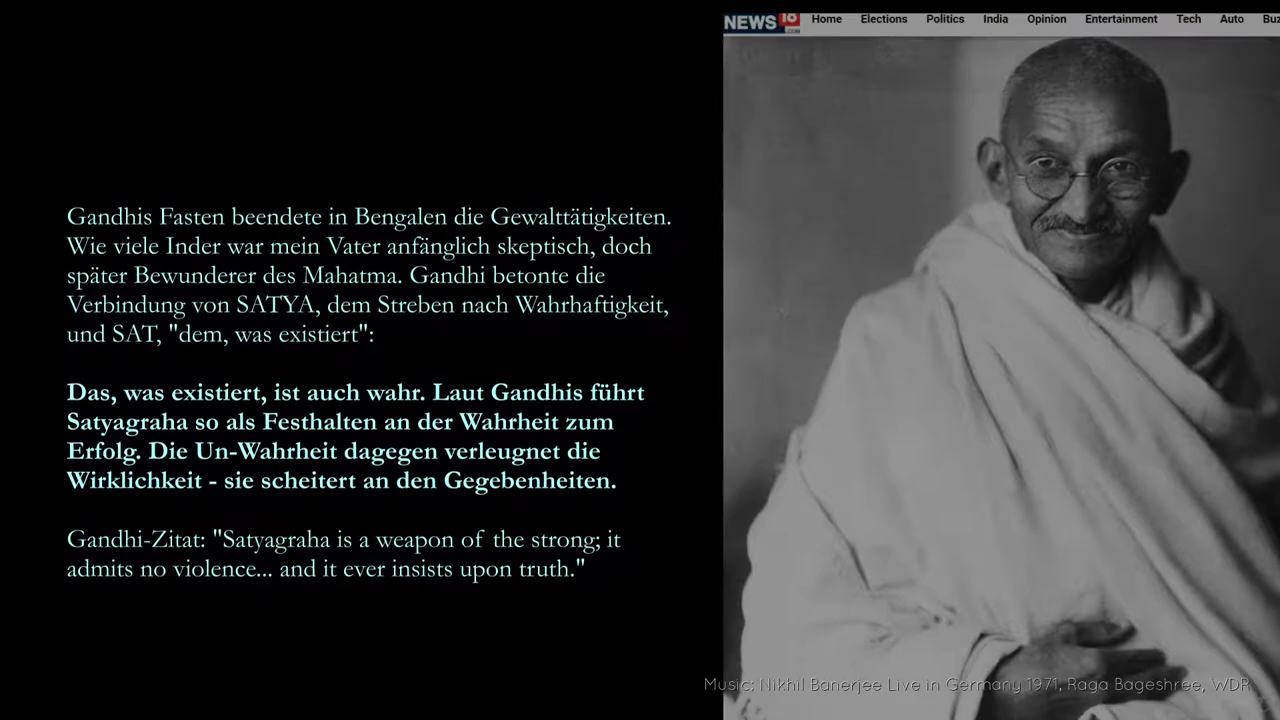 NEWS 18 .COM Home Elections Politics India Opinion Entertainment Tech Auto Buz
Gandhis Fasten beendete in Bengalen die Gewalttätigkeiten.
Wie viele Inder war mein Vater anfänglich skeptisch, doch
später Bewunderer des Mahatma. Gandhi betonte die
Verbindung von SATYA, dem Streben nach Wahrhaftigkeit,
und SAT, "dem, was existiert":
Das, was existiert, ist auch wahr. Laut Gandhis führt
Satyagraha so als Festhalten an der Wahrheit zum
Erfolg. Die Un-Wahrheit dagegen verleugnet die
Wirklichkeit - sie scheitert an den Gegebenheiten.
Gandhi-Zitat: "Satyagraha is a weapon of the strong; it
admits no violence... and it ever insists upon truth."
Music: Nikhil Banerjee Live in Germany 1971, Raga Bageshree, WDR